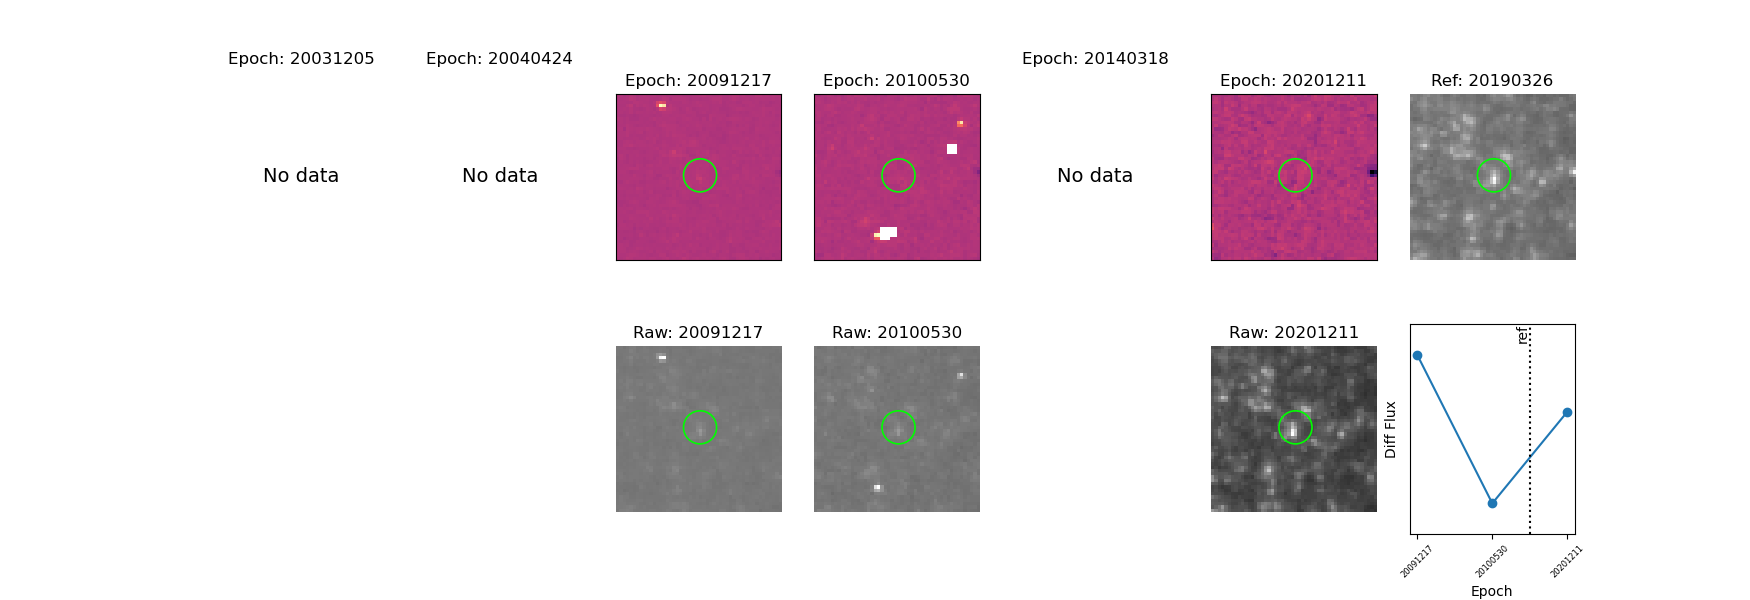 Epoch: 20031205
Epoch: 20040424
Epoch: 20091217
Epoch: 20100530
Epoch: 20140318
Epoch: 20201211
Ref: 20190326
No data
No data
No data
Raw: 20091217
Raw: 20100530
Raw: 20201211
ref
Diff Flux
20091217
20100530
20201211
Epoch